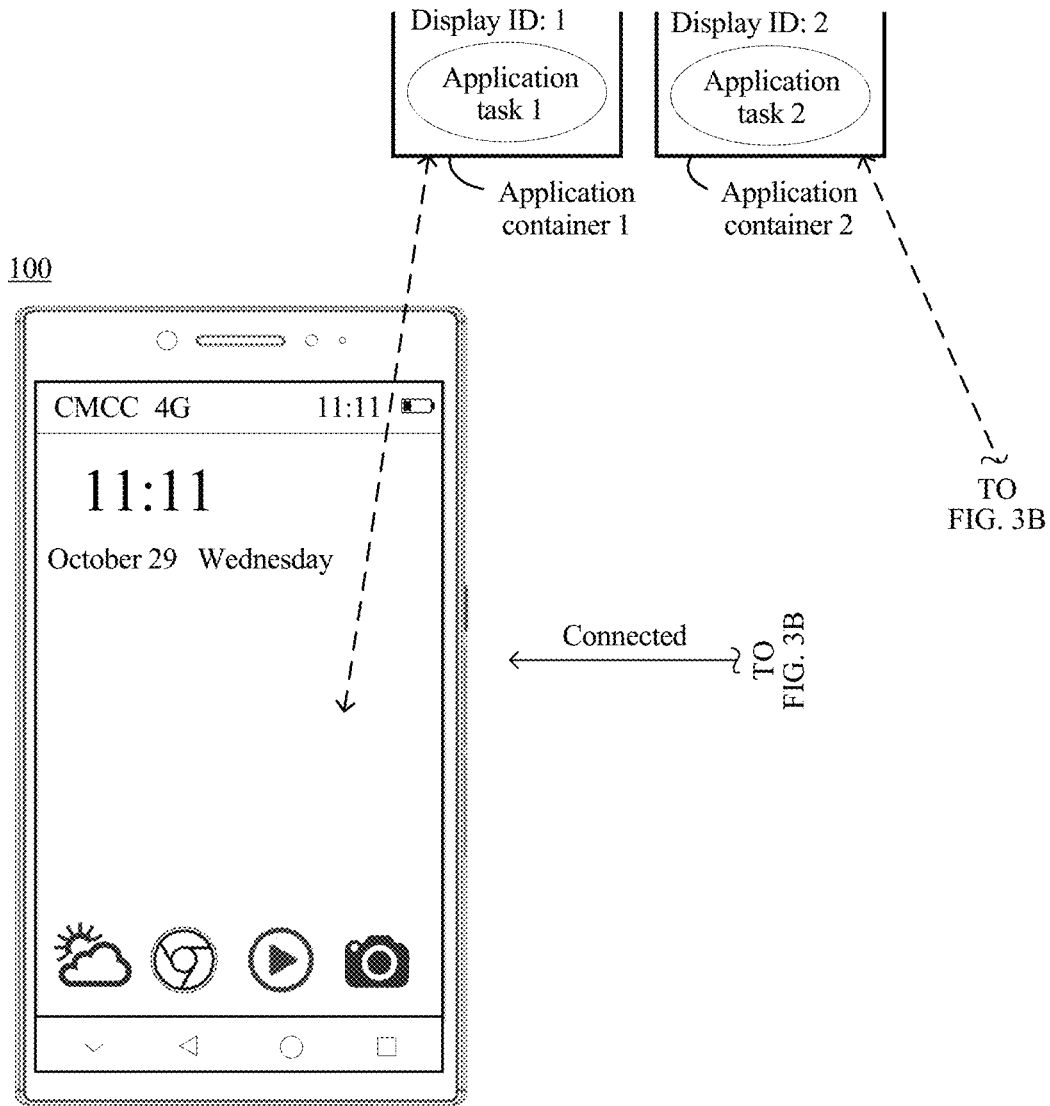 Display ID: 1
Application
task 1
Application
container 1
Display ID: 2
Application
task 2
Application
container 2
100
CMCC 4G 11:11
11:11
October 29 Wednesday
Connected
TO
FIG. 3B
TO
FIG. 3B